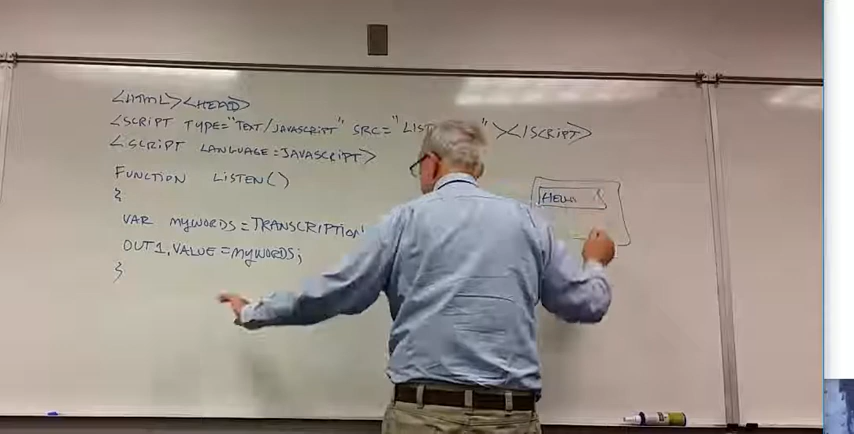 <HTML><HEAD>
<SCRIPT TYPE="TEXT/JAVASCRIPT" SRC="LIST "></SCRIPT>
<SCRIPT LANGUAGE=JAVASCRIPT>
FUNCTION LISTEN()
{
VAR MYWORDS=TRANSCRIPTION
OUT1.VALUE=MYWORDS;
}